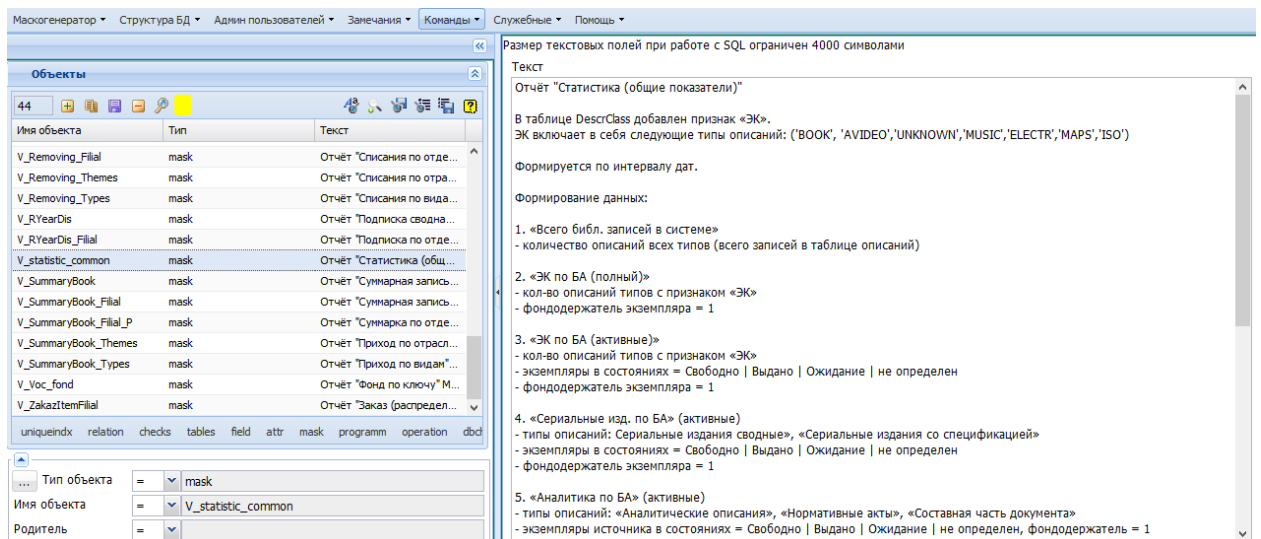 Маскогенератор Структура БД Админ пользователей Замечания Команды Служебные Помощь
Объекты
44
Имя объекта Тип Текст
V_Removing_Filial mask Отчёт "Списания по отде...
V_Removing_Themes mask Отчёт "Списания по отра...
V_Removing_Types mask Отчёт "Списания по вида...
V_RYearDis mask Отчёт "Подписка сводна...
V_RYearDis_Filial mask Отчёт "Подписка по отде...
V_statistic_common mask Отчёт "Статистика (общ...
V_SummaryBook mask Отчёт "Суммарная запись...
V_SummaryBook_Filial mask Отчёт "Суммарная запись...
V_SummaryBook_Filial_P mask Отчёт "Суммарка по отде...
V_SummaryBook_Themes mask Отчёт "Приход по отрасл...
V_SummaryBook_Types mask Отчёт "Приход по видам"...
V_Voc_fond mask Отчёт "Фонд по ключу" М...
V_ZakazItemFilial mask Отчёт "Заказ (распредел...
uniqueindx relation checks tables field attr mask programm operation dbch
... Тип объекта = mask
Имя объекта = V_statistic_common
Родитель =
Размер текстовых полей при работе с SQL ограничен 4000 символами
Текст
Отчёт "Статистика (общие показатели)"
В таблице DescrClass добавлен признак «ЭК».
ЭК включает в себя следующие типы описаний: ('BOOK', 'AVIDEO','UNKNOWN','MUSIC','ELECTR','MAPS','ISO')
Формируется по интервалу дат.
Формирование данных:
1. «Всего библ. записей в системе»
- количество описаний всех типов (всего записей в таблице описаний)
2. «ЭК по БА (полный)»
- кол-во описаний типов с признаком «ЭК»
- фондодержатель экземпляра = 1
3. «ЭК по БА (активные)»
- кол-во описаний типов с признаком «ЭК»
- экземпляры в состояниях = Свободно | Выдано | Ожидание | не определен
- фондодержатель экземпляра = 1
4. «Сериальные изд. по БА» (активные)
- типы описаний: Сериальные издания сводные», «Сериальные издания со спецификацией»
- экземпляры в состояниях = Свободно | Выдано | Ожидание | не определен
- фондодержатель экземпляра = 1
5. «Аналитика по БА» (активные)
- типы описаний: «Аналитические описания», «Нормативные акты», «Составная часть документа»
- экземпляры источника в состояниях = Свободно | Выдано | Ожидание | не определен, фондодержатель = 1